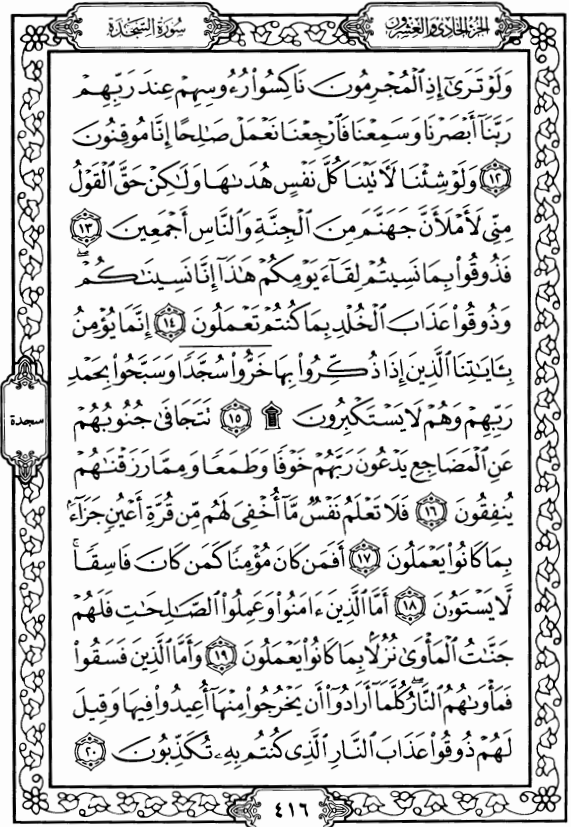 الجزء الحادي والعشرون
سورة السجدة
وَلَوْ تَرَىٰٓ إِذِ ٱلْمُجْرِمُونَ نَاكِسُوا۟ رُءُوسِهِمْ عِندَ رَبِّهِمْ
رَبَّنَآ أَبْصَرْنَا وَسَمِعْنَا فَٱرْجِعْنَا نَعْمَلْ صَـٰلِحًا إِنَّا مُوقِنُونَ
١٢ وَلَوْ شِئْنَا لَـَٔاتَيْنَا كُلَّ نَفْسٍ هُدَىٰهَا وَلَـٰكِنْ حَقَّ ٱلْقَوْلُ
مِنِّى لَأَمْلَأَنَّ جَهَنَّمَ مِنَ ٱلْجِنَّةِ وَٱلنَّاسِ أَجْمَعِينَ ١٣
فَذُوقُوا۟ بِمَا نَسِيتُمْ لِقَآءَ يَوْمِكُمْ هَـٰذَآ إِنَّا نَسِينَـٰكُمْ ۖ
وَذُوقُوا۟ عَذَابَ ٱلْخُلْدِ بِمَا كُنتُمْ تَعْمَلُونَ ١٤ إِنَّمَا يُؤْمِنُ
بِـَٔايَـٰتِنَا ٱلَّذِينَ إِذَا ذُكِّرُوا۟ بِهَا خَرُّوا۟ سُجَّدًا وَسَبَّحُوا۟ بِحَمْدِ
رَبِّهِمْ وَهُمْ لَا يَسْتَكْبِرُونَ ۩ ١٥ تَتَجَافَىٰ جُنُوبُهُمْ
عَنِ ٱلْمَضَاجِعِ يَدْعُونَ رَبَّهُمْ خَوْفًا وَطَمَعًا وَمِمَّا رَزَقْنَـٰهُمْ
يُنفِقُونَ ١٦ فَلَا تَعْلَمُ نَفْسٌ مَّآ أُخْفِىَ لَهُم مِّن قُرَّةِ أَعْيُنٍ جَزَآءًۢ
بِمَا كَانُوا۟ يَعْمَلُونَ ١٧ أَفَمَن كَانَ مُؤْمِنًا كَمَن كَانَ فَاسِقًا ۚ
لَّا يَسْتَوُۥنَ ١٨ أَمَّا ٱلَّذِينَ ءَامَنُوا۟ وَعَمِلُوا۟ ٱلصَّـٰلِحَـٰتِ فَلَهُمْ
جَنَّـٰتُ ٱلْمَأْوَىٰ نُزُلًۢا بِمَا كَانُوا۟ يَعْمَلُونَ ١٩ وَأَمَّا ٱلَّذِينَ فَسَقُوا۟
فَمَأْوَىٰهُمُ ٱلنَّارُ ۖ كُلَّمَآ أَرَادُوٓا۟ أَن يَخْرُجُوا۟ مِنْهَآ أُعِيدُوا۟ فِيهَا وَقِيلَ
لَهُمْ ذُوقُوا۟ عَذَابَ ٱلنَّارِ ٱلَّذِى كُنتُم بِهِۦ تُكَذِّبُونَ ٢٠
سجدة
٤١٦